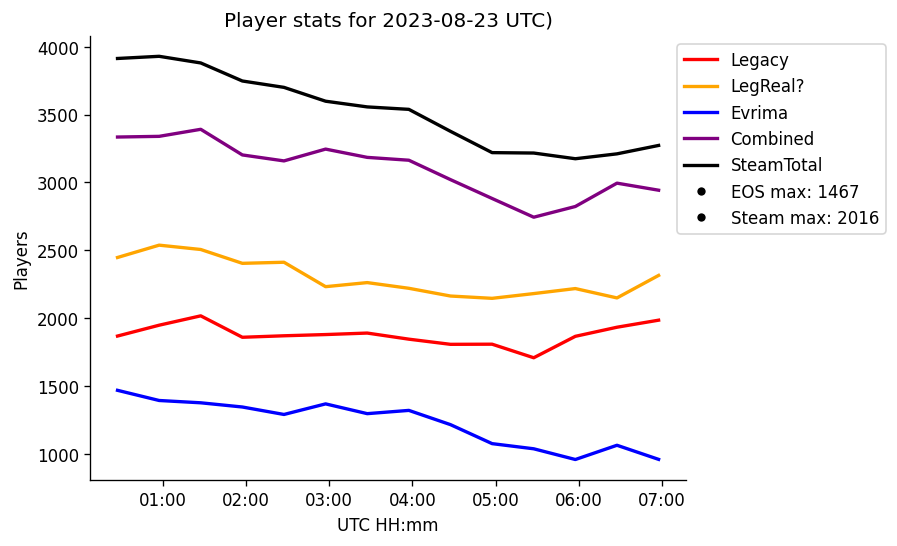 Player stats for 2023-08-23 UTC)
4000
3500
3000
2500
2000
1500
1000
Players
01:00 02:00 03:00 04:00 05:00 06:00 07:00
UTC HH:mm
Legacy
LegReal?
Evrima
Combined
SteamTotal
EOS max: 1467
Steam max: 2016